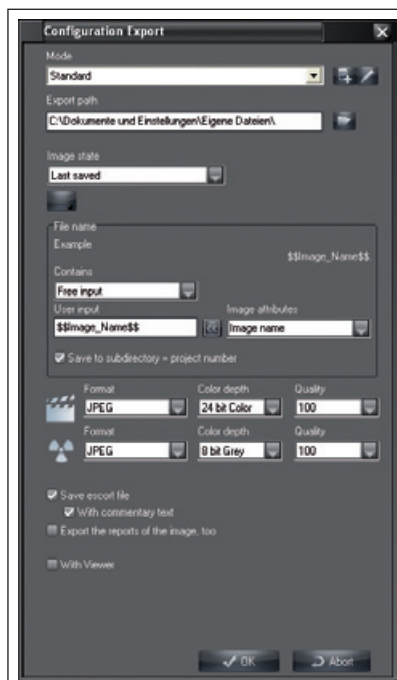 Configuration Export
Mode
Standard
Export path
C:\Dokumente und Einstellungen\Eigene Dateien\
Image state
Last saved
File name
Example
$$Image_Name$$
Contains
Free input
User input Image attributes
$$Image_Name$$ << Image name
Save to subdirectory = project number
Format Color depth Quality
JPEG 24 bit Color 100
Format Color depth Quality
JPEG 8 bit Grey 100
Save escort file
With commentary text
Export the reports of the image, too
With Viewer
OK Abort